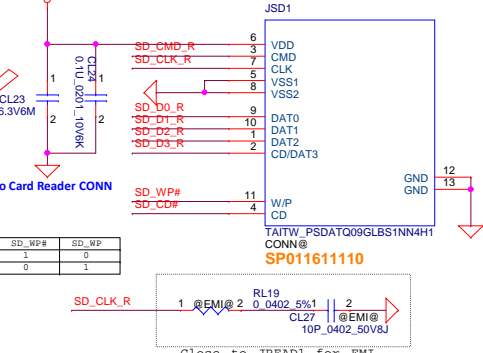 JSD1
SD_CMD_R 6 VDD
SD_CLK_R 3 CMD
7 CLK
5 VSS1
8 VSS2
CL23
6.3V6M
1
2
CL24
0.1U_0201_10V6K
1
2
SD_D0_R 9 DAT0
SD_D1_R 10 DAT1
SD_D2_R 1 DAT2
SD_D3_R 2 CD/DAT3
GND 12
GND 13
o Card Reader CONN
SD_WP# 11 W/P
SD_CD# 4 CD
TAITW_PSDATQ09GLBS1NN4H1
CONN@
SP011611110
SD_WP# SD_WP
1 0
0 1
SD_CLK_R 1 @EMI@ 2
RL19
0_0402_5%
1 2
CL27 @EMI@
10P_0402_50V8J